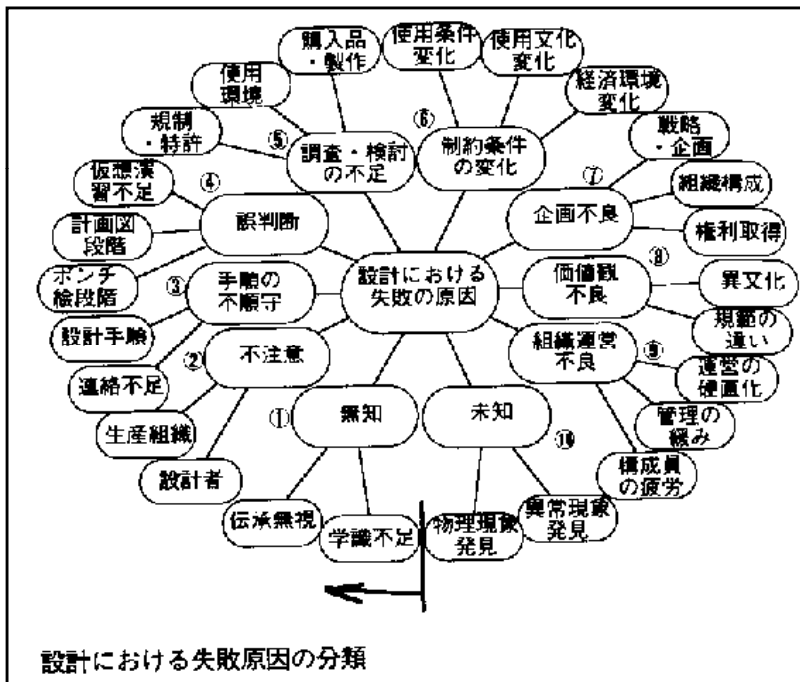 購入品
・製作
使用条件
変化
使用文化
変化
使用
環境
経済環境
変化
規制
・特許
⑤
調査・検討
の不足
⑥
制約条件
の変化
戦略
・企画
仮想演
習不足
④
誤判断
⑦
企画不良
組織構成
計画図
段階
権利取得
ポンチ
絵段階
③
手順の
不順守
設計における
失敗の原因
価値観
不良
⑧
異文化
設計手順
規範の
違い
②
不注意
組織運営
不良
⑨
運営の
硬直化
連絡不足
①
無知
未知
⑩
管理の
緩み
生産組織
構成員
の疲労
設計者
伝承無視
学識不足
物理現象
発見
異常現象
発見
設計における失敗原因の分類